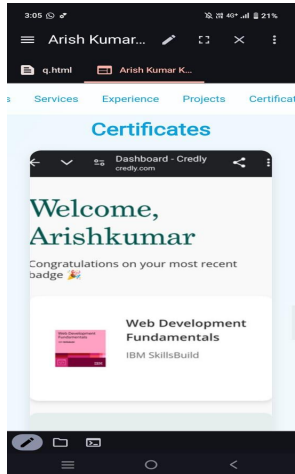 3:05 4G+ 21%
Arish Kumar...
q.html Arish Kumar K...
s Services Experience Projects Certificat
Certificates
Dashboard - Credly
credly.com
Welcome,
Arishkumar
Congratulations on your most recent
badge 🎉
Web Development
Fundamentals
Web Development
Fundamentals
IBM
IBM SkillsBuild